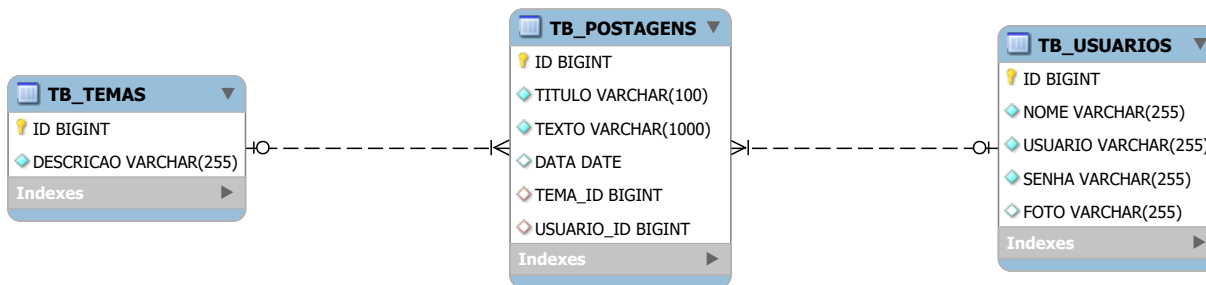 TB_TEMAS
ID BIGINT
DESCRICAO VARCHAR(255)
Indexes
TB_POSTAGENS
ID BIGINT
TITULO VARCHAR(100)
TEXTO VARCHAR(1000)
DATA DATE
TEMA_ID BIGINT
USUARIO_ID BIGINT
Indexes
TB_USUARIOS
ID BIGINT
NOME VARCHAR(255)
USUARIO VARCHAR(255)
SENHA VARCHAR(255)
FOTO VARCHAR(255)
Indexes